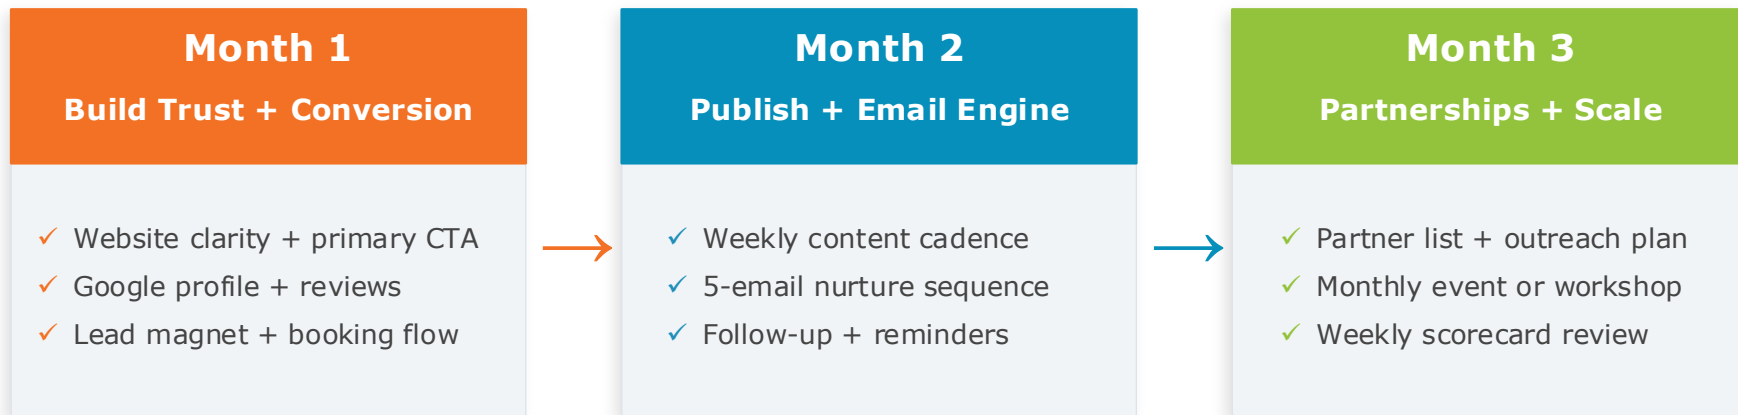 Month 1
Build Trust + Conversion
✓ Website clarity + primary CTA
✓ Google profile + reviews
✓ Lead magnet + booking flow
Month 2
Publish + Email Engine
✓ Weekly content cadence
✓ 5-email nurture sequence
✓ Follow-up + reminders
Month 3
Partnerships + Scale
✓ Partner list + outreach plan
✓ Monthly event or workshop
✓ Weekly scorecard review